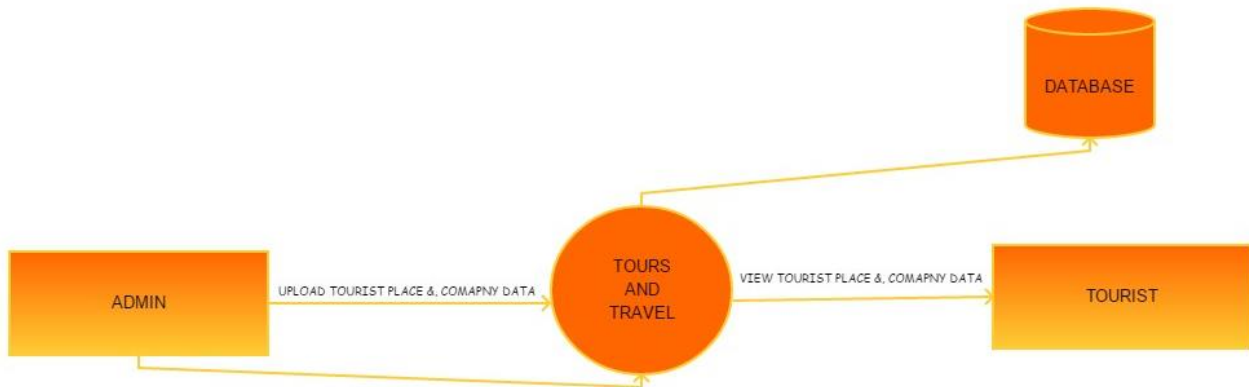 DATABASE
TOURS
AND
TRAVEL
ADMIN
UPLOAD TOURIST PLACE &, COMAPNY DATA
VIEW TOURIST PLACE &, COMAPNY DATA
TOURIST